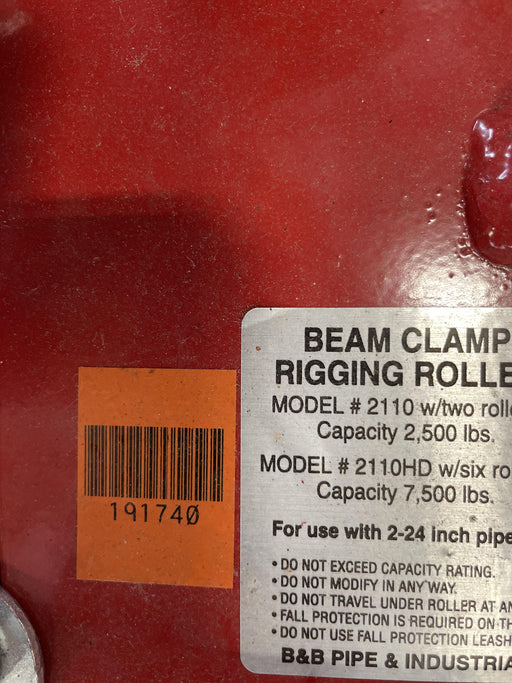 BEAM CLAMP
RIGGING ROLLE
MODEL # 2110 w/two roll
Capacity 2,500 lbs.
MODEL # 2110HD w/six ro
Capacity 7,500 lbs.
For use with 2-24 inch pipe
• DO NOT EXCEED CAPACITY RATING.
• DO NOT MODIFY IN ANY WAY.
• DO NOT TRAVEL UNDER ROLLER AT AN
• FALL PROTECTION IS REQUIRED ON TH
• DO NOT USE FALL PROTECTION LEASH
B&B PIPE & INDUSTRIA
191740